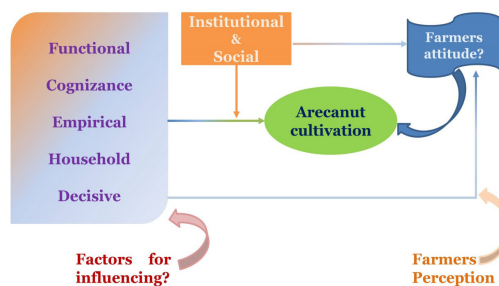 Functional
Cognizance
Empirical
Household
Decisive
Institutional
&
Social
Farmers
attitude?
Arecanut
cultivation
Factors for
influencing?
Farmers
Perception